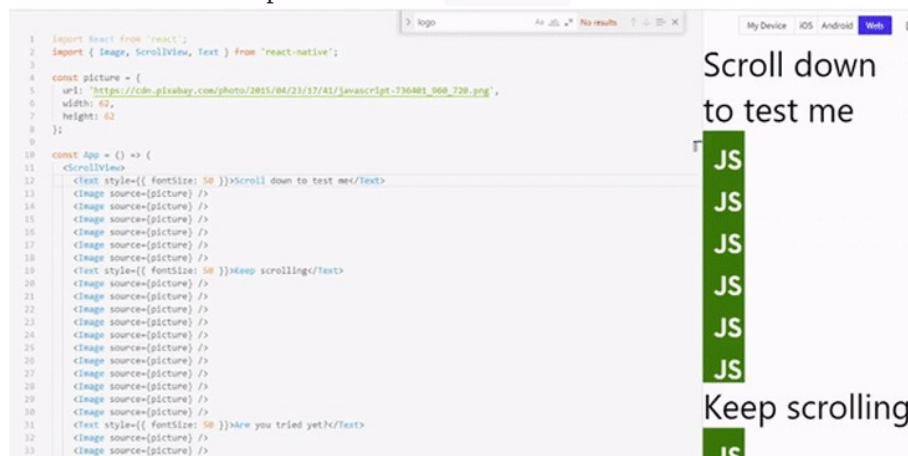 logo
No results
My Device iOS Android Web
1 import React from 'react';
2 import { Image, ScrollView, Text } from 'react-native';
3
4 const picture = {
5 uri: 'https://cdn.pixabay.com/photo/2015/04/23/17/41/javascript-736401_960_720.png',
6 width: 62,
7 height: 62
8 };
9
10 const App = () => (
11 <ScrollView>
12 <Text style={{ fontSize: 50 }}>Scroll down to test me</Text>
13 <Image source={picture} />
14 <Image source={picture} />
15 <Image source={picture} />
16 <Image source={picture} />
17 <Image source={picture} />
18 <Image source={picture} />
19 <Text style={{ fontSize: 50 }}>Keep scrolling</Text>
20 <Image source={picture} />
21 <Image source={picture} />
22 <Image source={picture} />
23 <Image source={picture} />
24 <Image source={picture} />
25 <Image source={picture} />
26 <Image source={picture} />
27 <Image source={picture} />
28 <Image source={picture} />
29 <Image source={picture} />
30 <Image source={picture} />
31 <Text style={{ fontSize: 50 }}>Are you tried yet?</Text>
32 <Image source={picture} />
33 <Image source={picture} />
Scroll down
to test me
JS
JS
JS
JS
JS
JS
Keep scrolling
JS